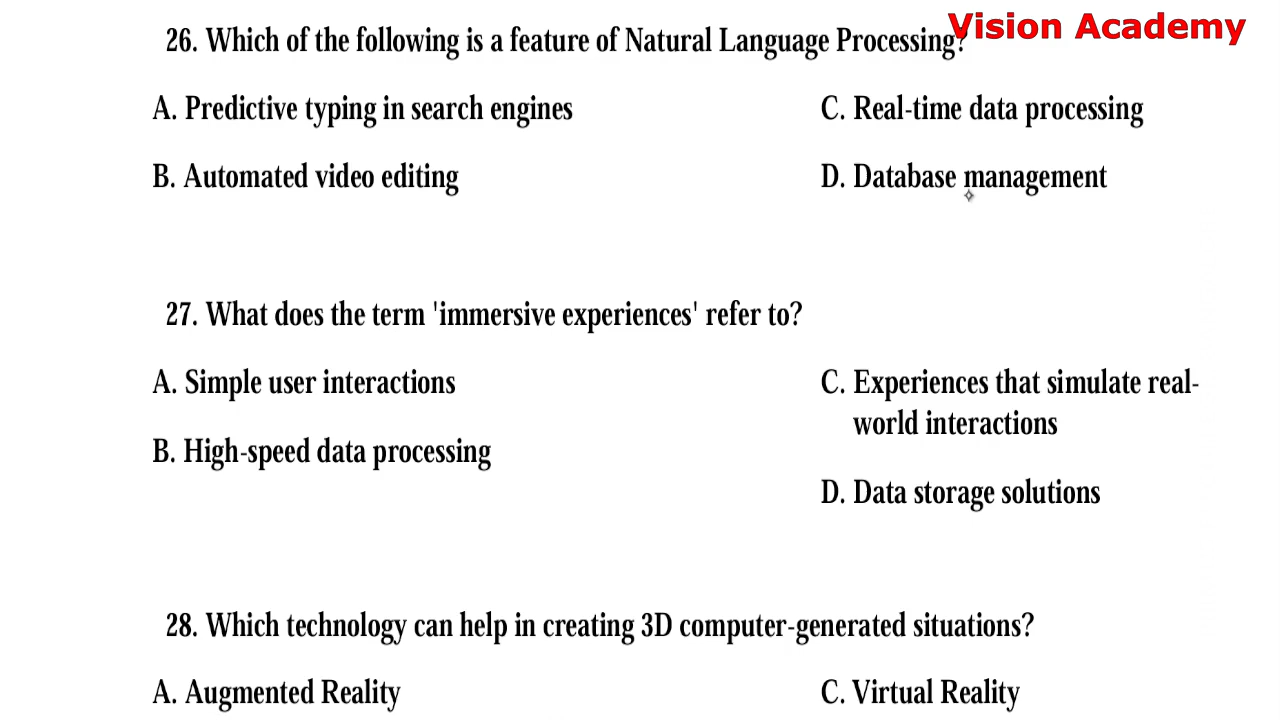 Vision Academy
26. Which of the following is a feature of Natural Language Processing?
A. Predictive typing in search engines
B. Automated video editing
C. Real-time data processing
D. Database management
27. What does the term 'immersive experiences' refer to?
A. Simple user interactions
B. High-speed data processing
C. Experiences that simulate real-
world interactions
D. Data storage solutions
28. Which technology can help in creating 3D computer-generated situations?
A. Augmented Reality
C. Virtual Reality